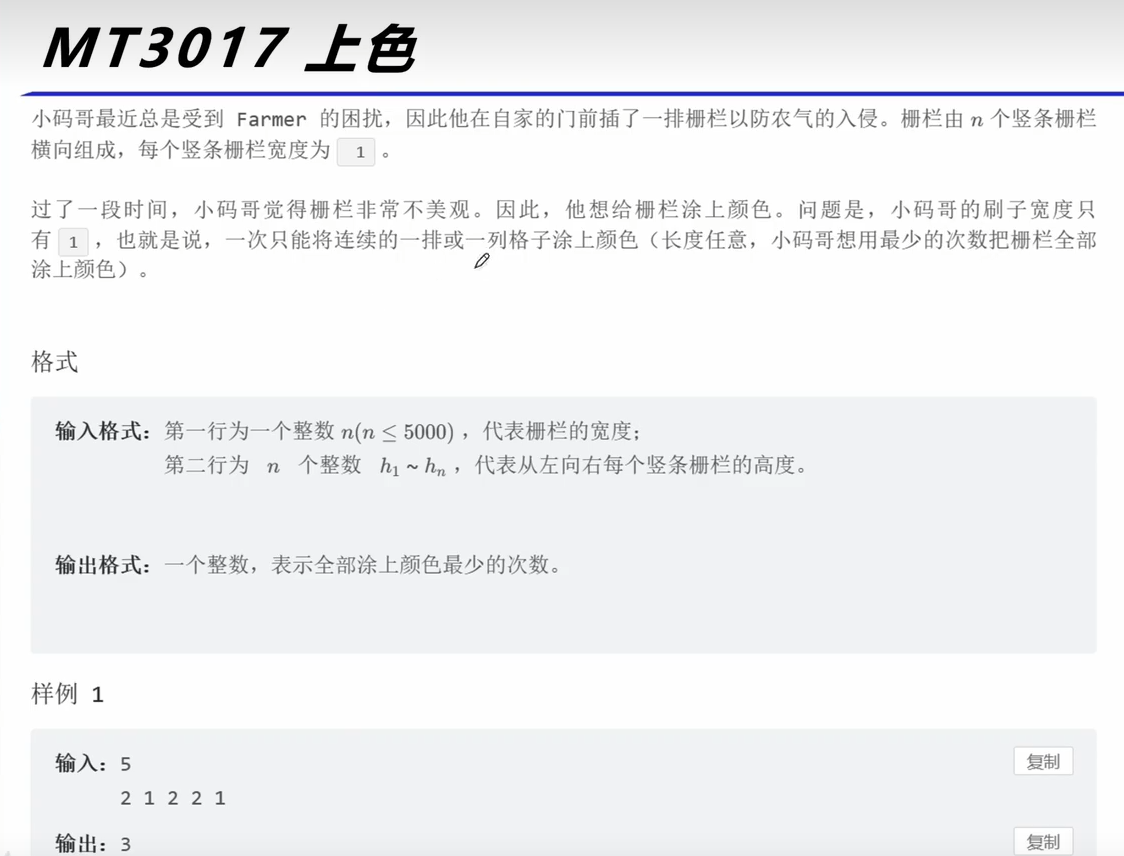 MT3017 上色
小码哥最近总是受到 Farmer 的困扰，因此他在自家的门前插了一排栅栏以防农气的入侵。栅栏由 n 个竖条栅栏
横向组成，每个竖条栅栏宽度为 1 。
过了一段时间，小码哥觉得栅栏非常不美观。因此，他想给栅栏涂上颜色。问题是，小码哥的刷子宽度只
有 1 ，也就是说，一次只能将连续的一排或一列格子涂上颜色（长度任意，小码哥想用最少的次数把栅栏全部
涂上颜色）。
格式
输入格式：第一行为一个整数 n(n ≤ 5000) ，代表栅栏的宽度；
第二行为 n 个整数 h₁ ~ hₙ ，代表从左向右每个竖条栅栏的高度。
输出格式：一个整数，表示全部涂上颜色最少的次数。
样例 1
输入：5 复制
2 1 2 2 1
输出：3 复制